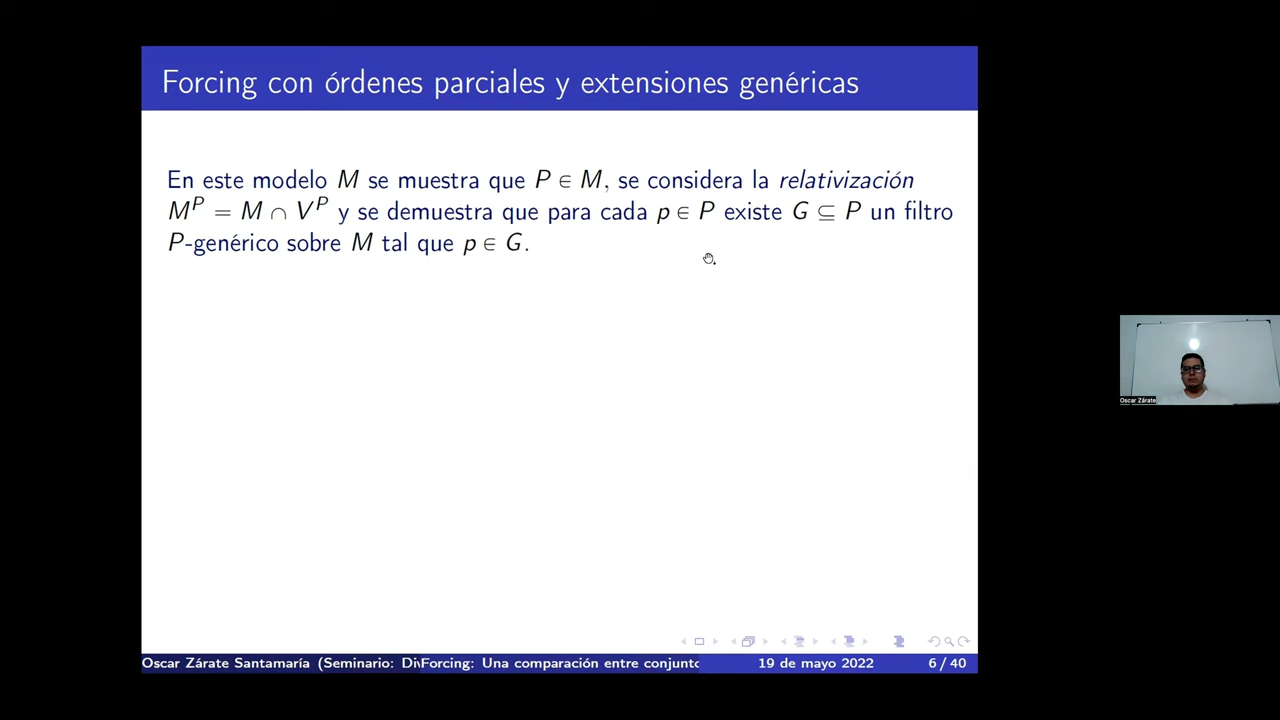 Forcing con órdenes parciales y extensiones genéricas
En este modelo M se muestra que P ∈ M, se considera la relativización
M^P = M ∩ V^P y se demuestra que para cada p ∈ P existe G ⊆ P un filtro
P-genérico sobre M tal que p ∈ G.
Oscar Zárate
Oscar Zárate Santamaría (Seminario: Di
Forcing: Una comparación entre conjunto
19 de mayo 2022
6 / 40